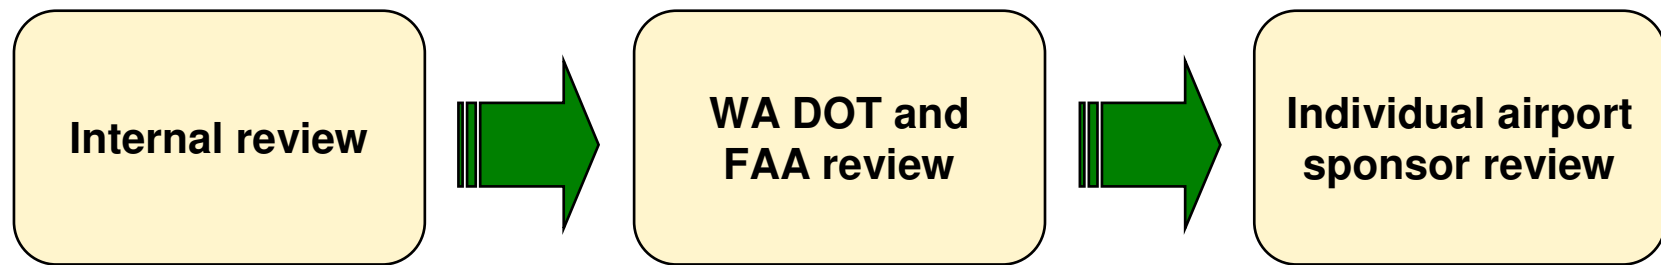 Internal review
WA DOT and
FAA review
Individual airport
sponsor review